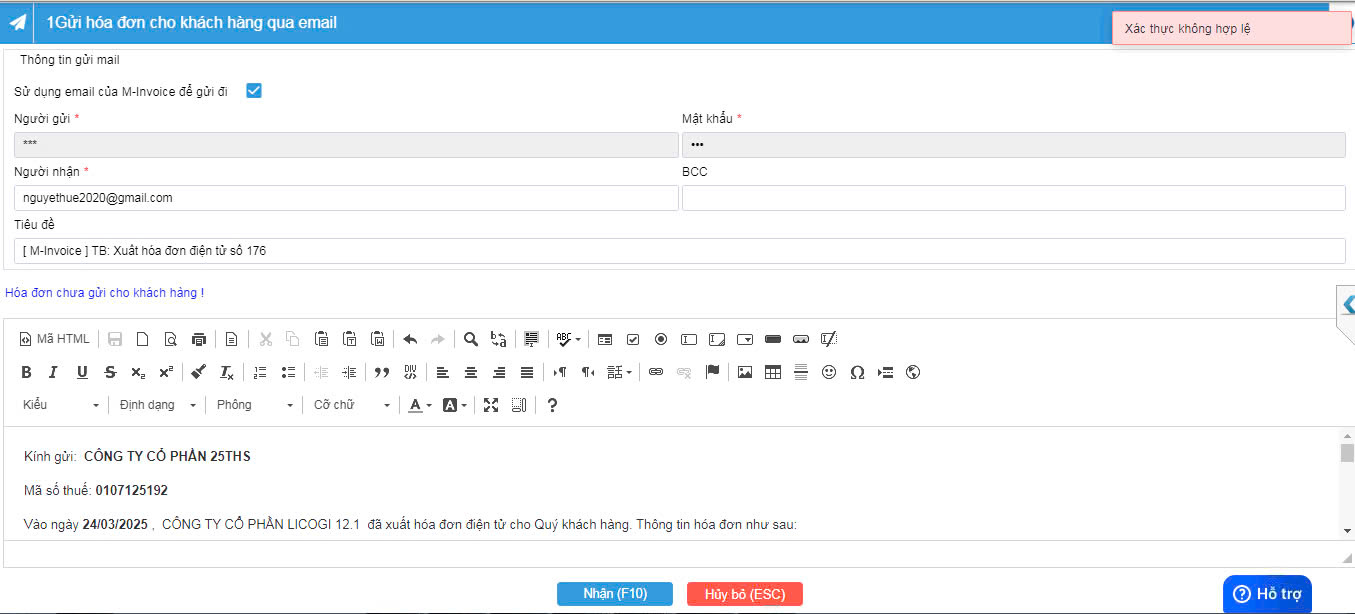 1Gửi hóa đơn cho khách hàng qua email
Xác thực không hợp lệ
Thông tin gửi mail
Sử dụng email của M-Invoice để gửi đi
Người gửi * Mật khẩu *
*** •••
Người nhận * BCC
nguyethue2020@gmail.com
Tiêu đề
[ M-Invoice ] TB: Xuất hóa đơn điện tử số 176
Hóa đơn chưa gửi cho khách hàng !
Mã HTML
Kiểu Định dạng Phông Cỡ chữ
Kính gửi: CÔNG TY CỔ PHẦN 25THS
Mã số thuế: 0107125192
Vào ngày 24/03/2025 , CÔNG TY CỔ PHẦN LICOGI 12.1 đã xuất hóa đơn điện tử cho Quý khách hàng. Thông tin hóa đơn như sau:
Nhận (F10) Hủy bỏ (ESC)
Hỗ trợ